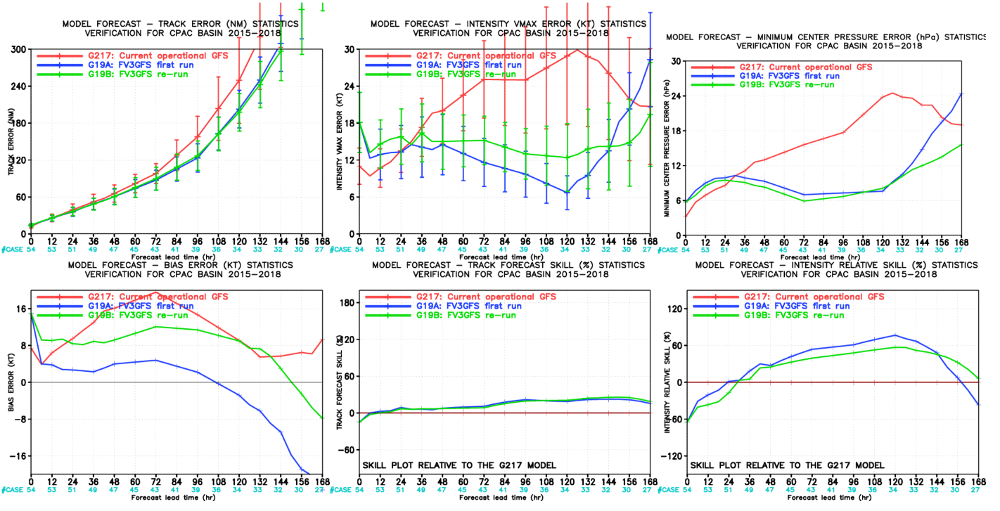 MODEL FORECAST – TRACK ERROR (NM) STATISTICS
VERIFICATION FOR CPAC BASIN 2015–2018
G217: Current operational GFS
G19A: FV3GFS first run
G19B: FV3GFS re–run
TRACK ERROR (NM)
300
240
180
120
60
0
0 12 24 36 48 60 72 84 96 108 120 132 144 156 168
#CASE 54 53 51 49 47 45 43 41 39 36 34 33 32 30 27
Forecast lead time (hr)
MODEL FORECAST – INTENSITY VMAX ERROR (KT) STATISTICS
VERIFICATION FOR CPAC BASIN 2015–2018
G217: Current operational GFS
G19A: FV3GFS first run
G19B: FV3GFS re–run
INTENSITY VMAX ERROR (KT)
30
24
18
12
6
0
0 12 24 36 48 60 72 84 96 108 120 132 144 156 168
#CASE 54 53 51 49 47 45 43 41 39 36 34 33 32 30 27
Forecast lead time (hr)
MODEL FORECAST – MINIMUM CENTER PRESSURE ERROR (hPa) STATISTICS
VERIFICATION FOR CPAC BASIN 2015–2018
G217: Current operational GFS
G19A: FV3GFS first run
G19B: FV3GFS re–run
MINIMUM CENTER PRESSURE ERROR (hPa)
30
24
18
12
6
0
0 12 24 36 48 60 72 84 96 108 120 132 144 156 168
#CASE 54 53 51 49 47 45 43 41 39 36 34 33 32 30 27
Forecast lead time (hr)
MODEL FORECAST – BIAS ERROR (KT) STATISTICS
VERIFICATION FOR CPAC BASIN 2015–2018
G217: Current operational GFS
G19A: FV3GFS first run
G19B: FV3GFS re–run
BIAS ERROR (KT)
16
8
0
–8
–16
0 12 24 36 48 60 72 84 96 108 120 132 144 156 168
#CASE 54 53 51 49 47 45 43 41 39 36 34 33 32 30 27
Forecast lead time (hr)
MODEL FORECAST – TRACK FORECAST SKILL (%) STATISTICS
VERIFICATION FOR CPAC BASIN 2015–2018
G217: Current operational GFS
G19A: FV3GFS first run
G19B: FV3GFS re–run
TRACK FORECAST SKILL (%)
180
120
60
0
–60
SKILL PLOT RELATIVE TO THE G217 MODEL
0 12 24 36 48 60 72 84 96 108 120 132 144 156 168
#CASE 54 53 51 49 47 45 43 41 39 36 34 33 32 30 27
Forecast lead time (hr)
MODEL FORECAST – INTENSITY RELATIVE SKILL (%) STATISTICS
VERIFICATION FOR CPAC BASIN 2015–2018
G217: Current operational GFS
G19A: FV3GFS first run
G19B: FV3GFS re–run
INTENSITY RELATIVE SKILL (%)
120
60
0
–60
–120
SKILL PLOT RELATIVE TO THE G217 MODEL
0 12 24 36 48 60 72 84 96 108 120 132 144 156 168
#CASE 54 53 51 49 47 45 43 41 39 36 34 33 32 30 27
Forecast lead time (hr)